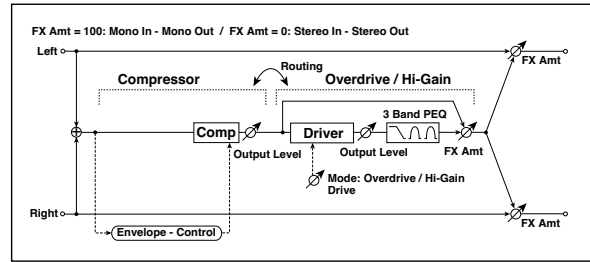 FX Amt = 100: Mono In - Mono Out / FX Amt = 0: Stereo In - Stereo Out
Left
FX Amt
Routing
Compressor
Overdrive / Hi-Gain
3 Band PEQ
Comp
Driver
Output Level
Output Level
FX Amt
Mode: Overdrive / Hi-Gain
Drive
Right
FX Amt
Envelope - Control